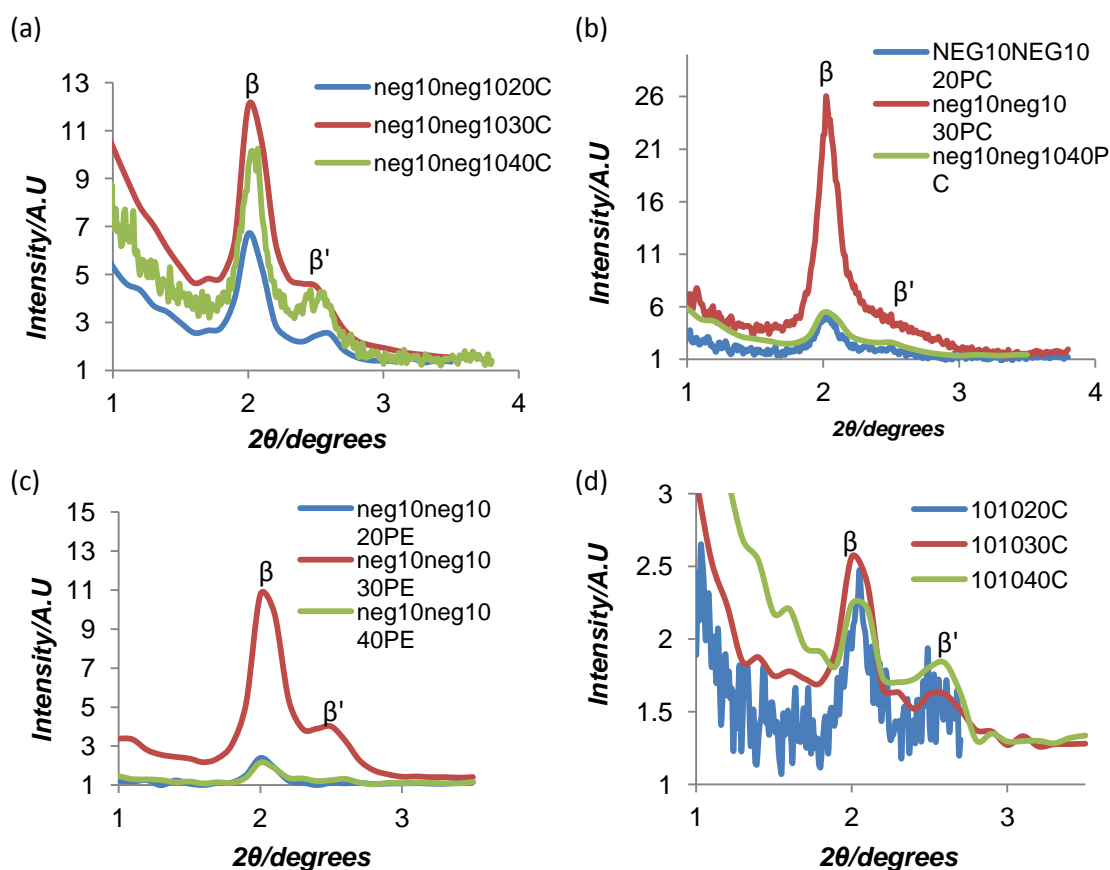 (a)
Intensity/A.U
13
11
9
7
5
3
1
1
2
3
4
2θ/degrees
β
β'
neg10neg1020C
neg10neg1030C
neg10neg1040C
(b)
Intensity/A.U
26
21
16
11
6
1
1
2
3
4
2θ/degrees
β
β'
NEG10NEG10
20PC
neg10neg10
30PC
neg10neg1040P
C
(c)
Intensity/A.U
15
13
11
9
7
5
3
1
1
2
3
2θ/degrees
β
β'
neg10neg10
20PE
neg10neg10
30PE
neg10neg10
40PE
(d)
Intensity/A.U
3
2.5
2
1.5
1
1
2
3
2θ/degrees
β
β'
101020C
101030C
101040C